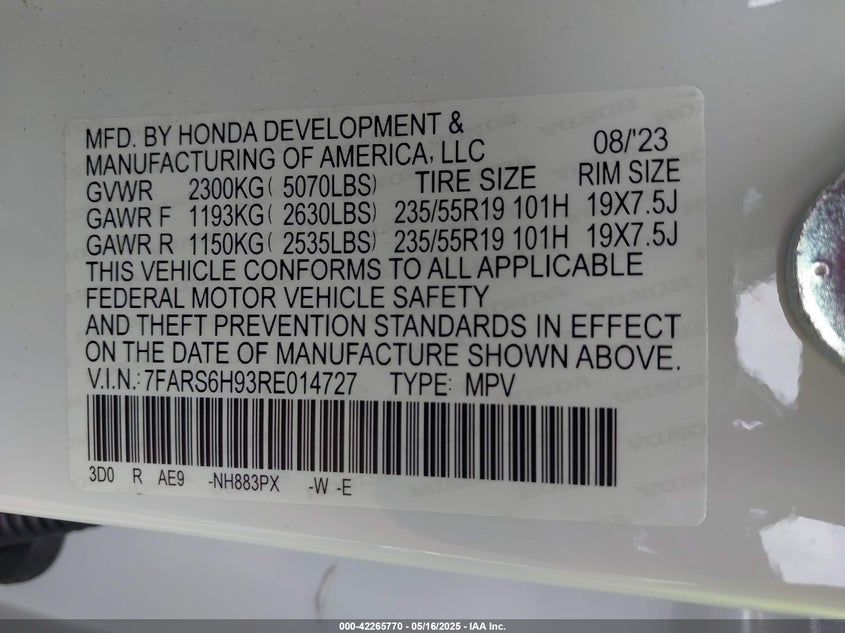 MFD. BY HONDA DEVELOPMENT &
MANUFACTURING OF AMERICA, LLC 08/'23
GVWR 2300KG( 5070LBS) TIRE SIZE RIM SIZE
GAWR F 1193KG( 2630LBS) 235/55R19 101H 19X7.5J
GAWR R 1150KG( 2535LBS) 235/55R19 101H 19X7.5J
THIS VEHICLE CONFORMS TO ALL APPLICABLE
FEDERAL MOTOR VEHICLE SAFETY
AND THEFT PREVENTION STANDARDS IN EFFECT
ON THE DATE OF MANUFACTURE SHOWN ABOVE.
V.I.N.:7FARS6H93RE014727 TYPE: MPV
3D0 R AE9 -NH883PX -W -E
000-42265770 - 05/16/2025 - IAA Inc.